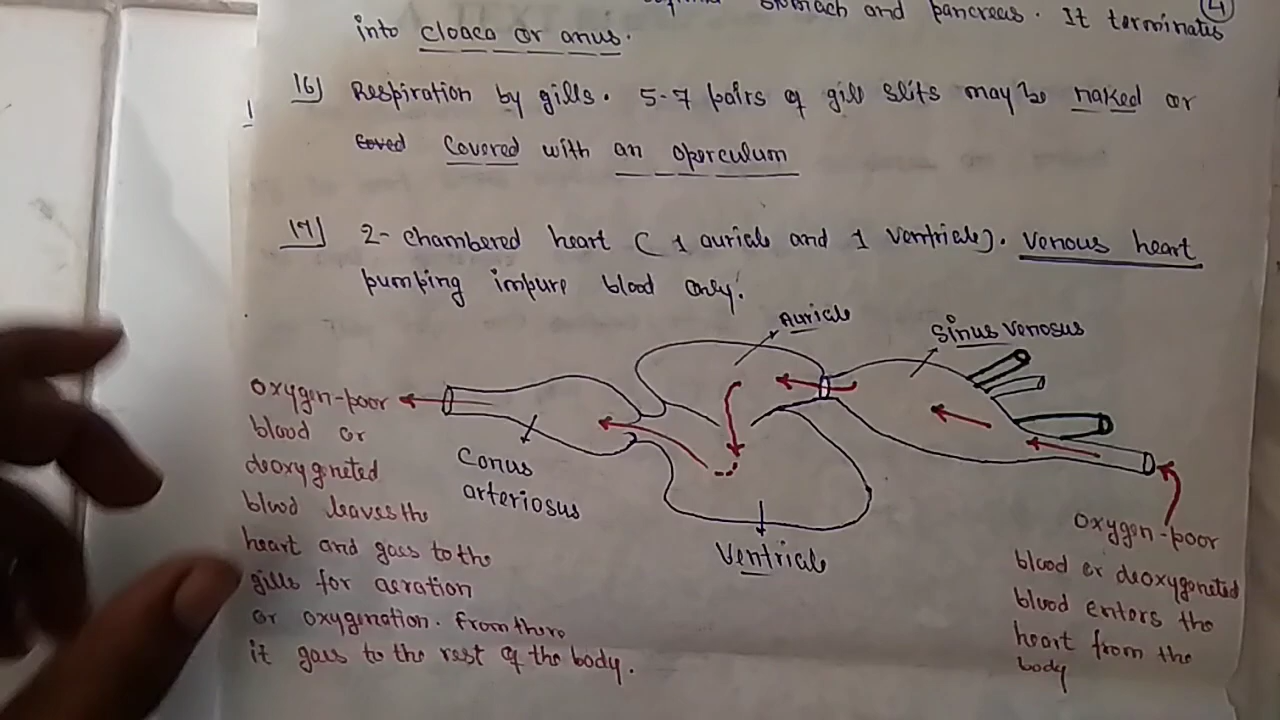 stomach and pancreas. It terminates
4
into cloaca or anus.
16) Respiration by gills. 5-7 pairs of gill slits may be naked or
coved covered with an operculum
17) 2-chambered heart ( 1 auricle and 1 ventricle). Venous heart
pumping impure blood only.
Auricle
Sinus venosus
oxygen-poor
blood or
deoxygeneted
blood leaves the
heart and goes to the
gills for aeration
or oxygenation. From there
it goes to the rest of the body.
Conus
arteriosus
Ventricle
oxygen-poor
blood or deoxygeneted
blood enters the
heart from the
body